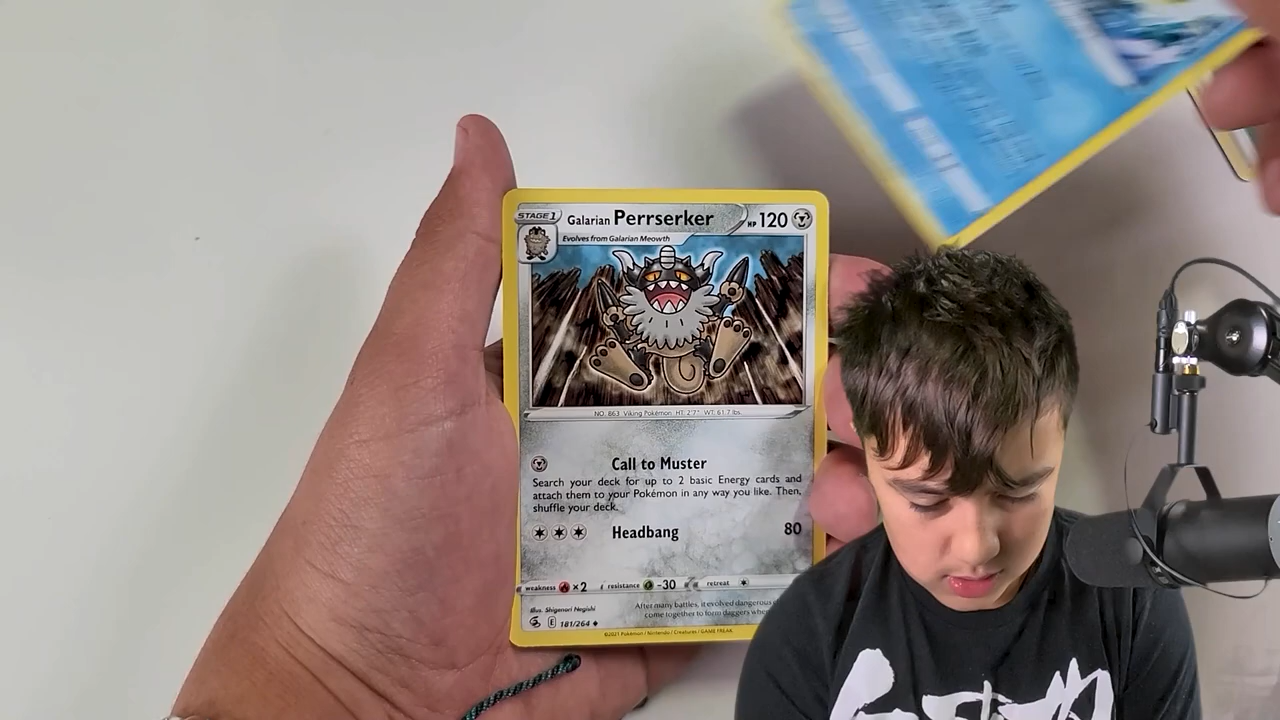 STAGE 1
Galarian Perrserker HP 120
Evolves from Galarian Meowth
NO. 863 Viking Pokémon HT: 2'7" WT: 61.7 lbs.
Call to Muster
Search your deck for up to 2 basic Energy cards and
attach them to your Pokémon in any way you like. Then,
shuffle your deck.
Headbang 80
weakness ×2 resistance -30 retreat
Illus. Shigenori Negishi
After many battles, it evolved dangerous
come together to form daggers
E 181/264
©2021 Pokémon / Nintendo / Creatures / GAME FREAK